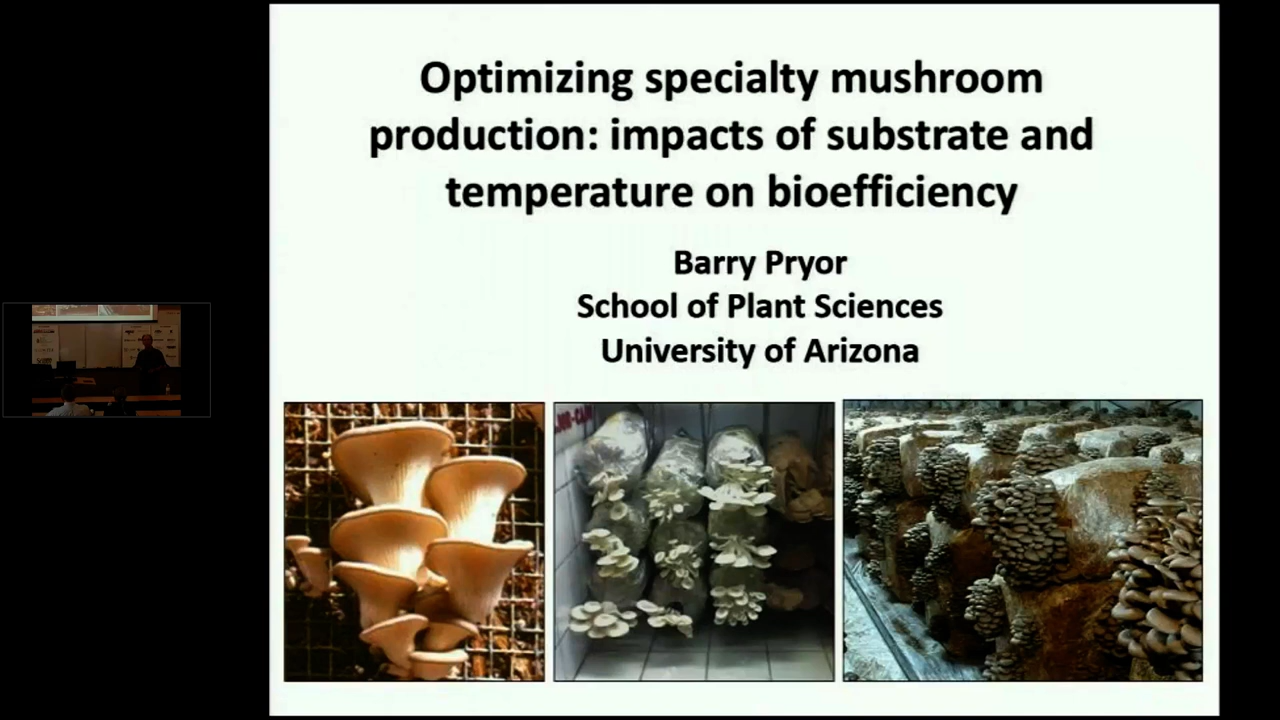 Optimizing specialty mushroom
production: impacts of substrate and
temperature on bioefficiency
Barry Pryor
School of Plant Sciences
University of Arizona